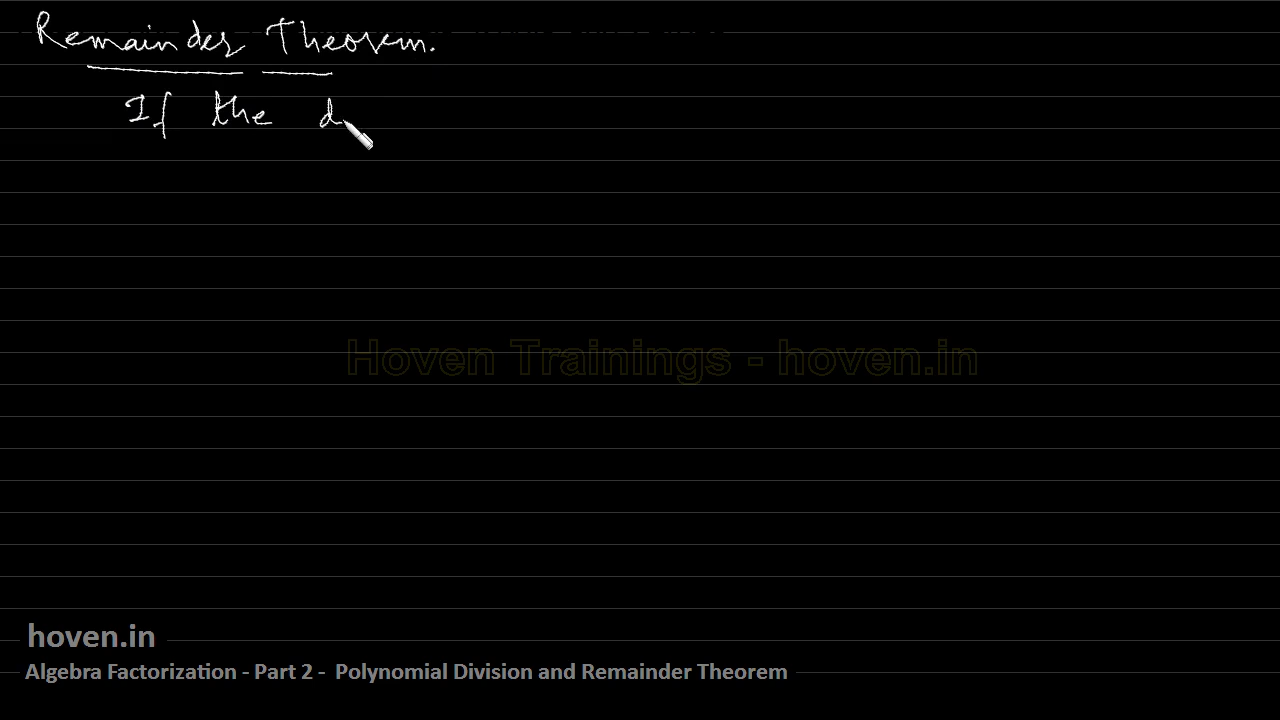 Remainder Theorem.
If the d
Hoven Trainings - hoven.in
hoven.in
Algebra Factorization - Part 2 - Polynomial Division and Remainder Theorem